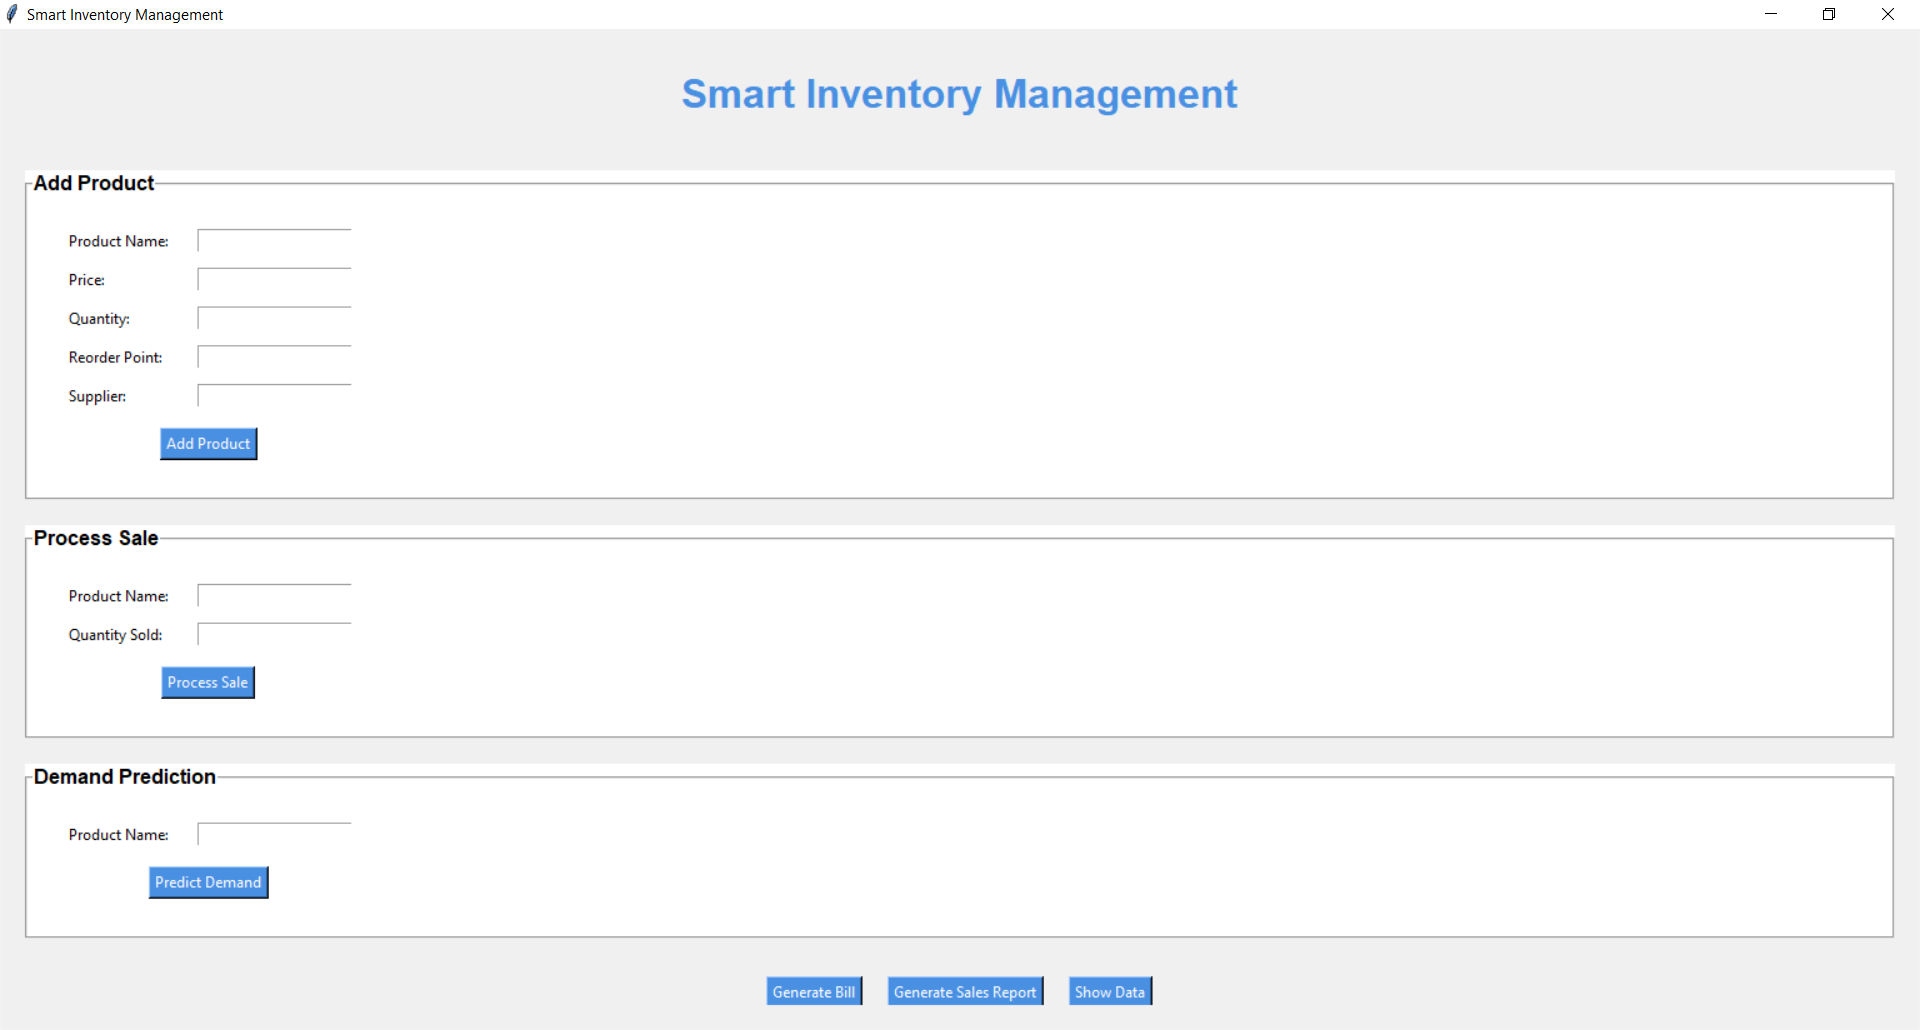 Smart Inventory Management
Smart Inventory Management
Add Product
Product Name:
Price:
Quantity:
Reorder Point:
Supplier:
Add Product
Process Sale
Product Name:
Quantity Sold:
Process Sale
Demand Prediction
Product Name:
Predict Demand
Generate Bill Generate Sales Report Show Data